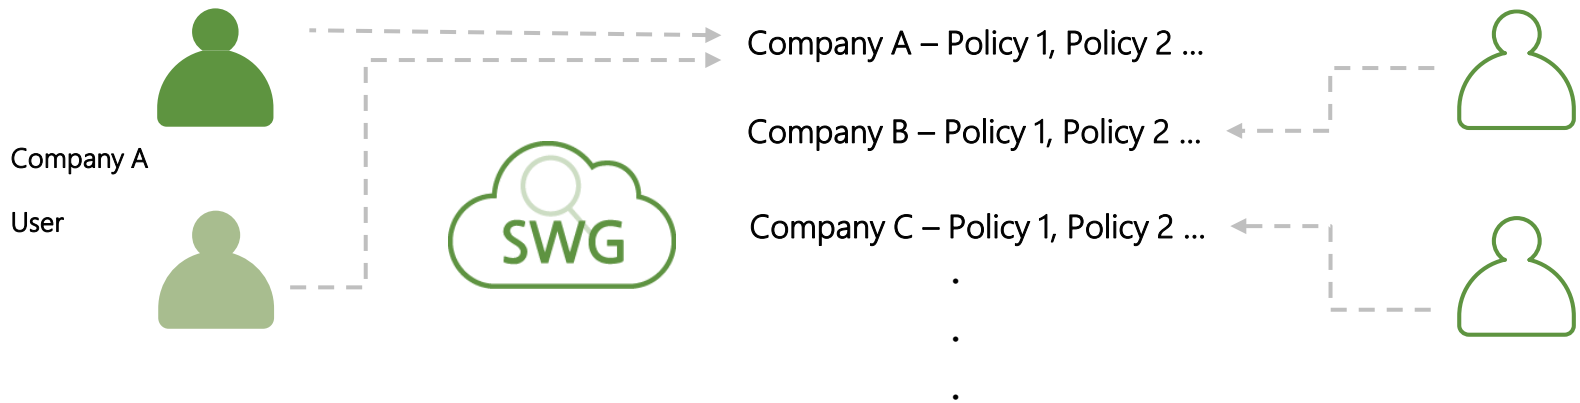 Company A – Policy 1, Policy 2 ...
Company B – Policy 1, Policy 2 ...
Company A
User
SWG
Company C – Policy 1, Policy 2 ...
.
.
.